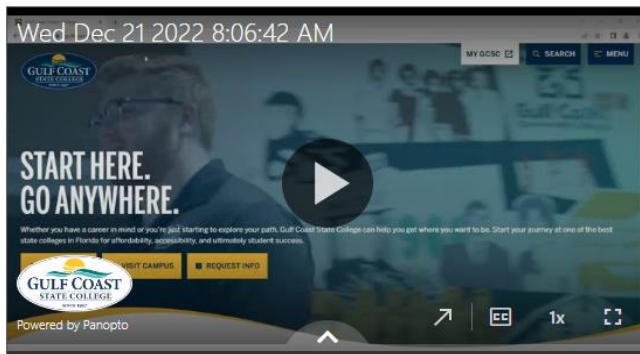 Wed Dec 21 2022 8:06:42 AM
MY GCSC SEARCH MENU
GULF COAST
STATE COLLEGE
START HERE.
GO ANYWHERE.
Whether you have a career in mind or you're just starting to explore your path, Gulf Coast State College can help you get where you want to be. Start your journey at one of the best
state colleges in Florida for affordability, accessibility, and ultimately student success.
VISIT CAMPUS REQUEST INFO
GULF COAST
STATE COLLEGE
SINCE 1957
Powered by Panopto
CC 1x